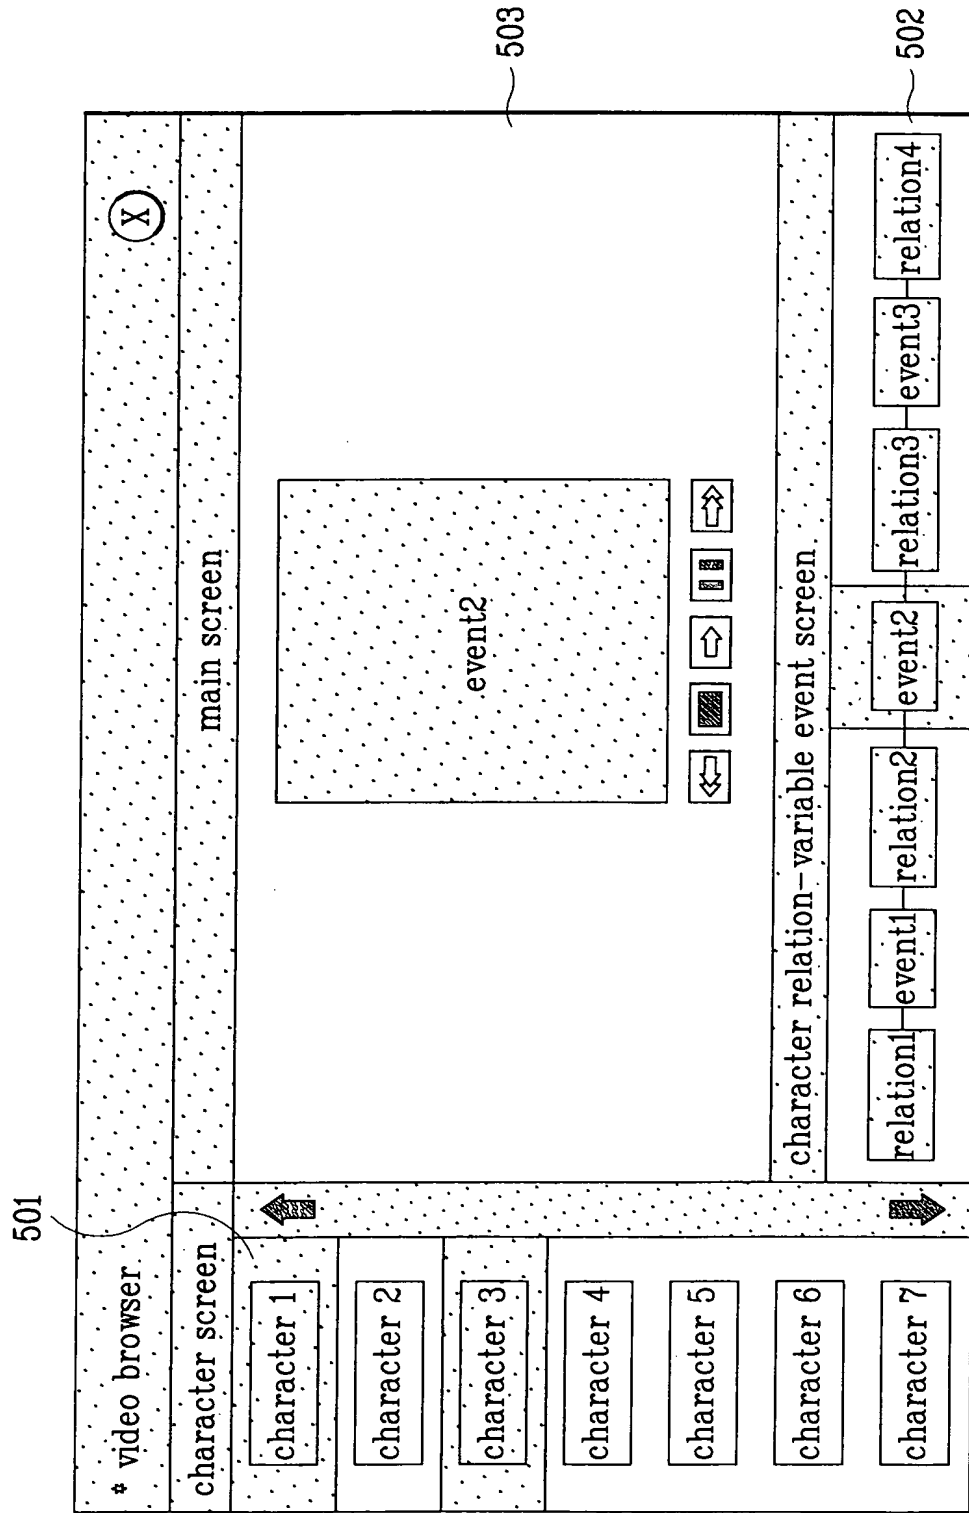 * video browser
X
character screen
main screen
501
character 1
character 2
character 3
character 4
character 5
character 6
character 7
event2
503
character relation-variable event screen
relation1
event1
relation2
event2
relation3
event3
relation4
502